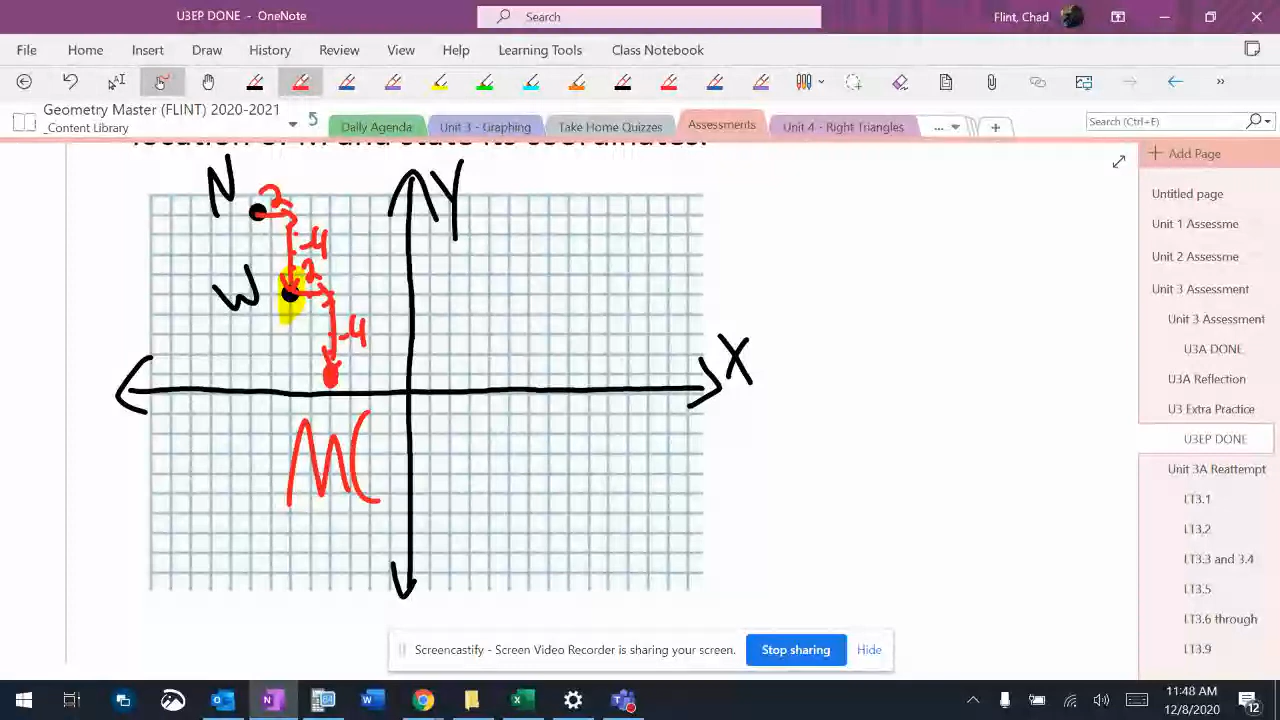 U3EP DONE - OneNote
Search
Flint, Chad
File Home Insert Draw History Review View Help Learning Tools Class Notebook
Geometry Master (FLINT) 2020-2021
_Content Library
Daily Agenda
Unit 3 - Graphing
Take Home Quizzes
Assessments
Unit 4 - Right Triangles
...
Search (Ctrl+E)
Add Page
Untitled page
Unit 1 Assessme
Unit 2 Assessme
Unit 3 Assessment
Unit 3 Assessment
U3A DONE
U3A Reflection
U3 Extra Practice
U3EP DONE
Unit 3A Reattempt
LT3.1
LT3.2
LT3.3 and 3.4
LT3.5
LT3.6 through
LT3.9
N
2
Y
-4
W
2
-4
X
M(
Screencastify - Screen Video Recorder is sharing your screen.
Stop sharing
Hide
11:48 AM
12/8/2020
12